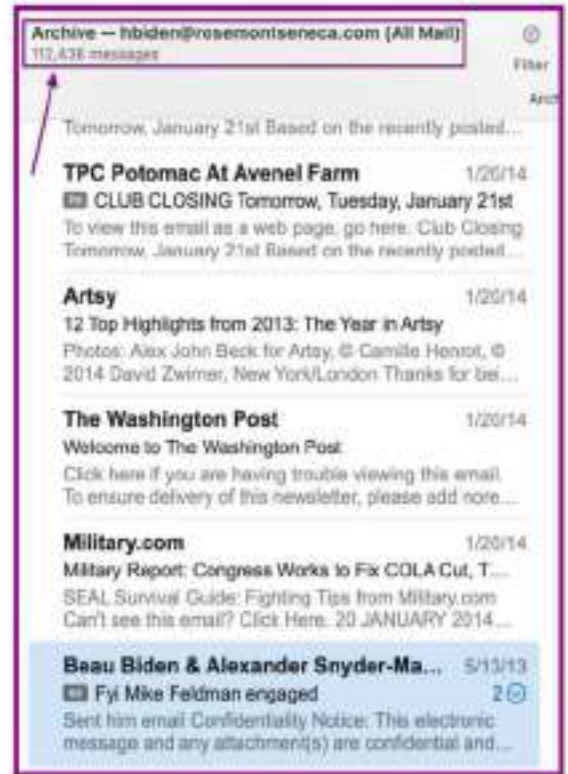 Archive — hbiden@rosemontseneca.com (All Mail)
112,436 messages
Filter
Arch
Tomorrow, January 21st Based on the recently posted...
TPC Potomac At Avenel Farm 1/20/14
CLUB CLOSING Tomorrow, Tuesday, January 21st
To view this email as a web page, go here. Club Closing
Tomorrow, January 21st Based on the recently posted...
Artsy 1/20/14
12 Top Highlights from 2013: The Year in Artsy
Photos: Alex John Beck for Artsy, © Camille Henrot, ©
2014 David Zwirner, New York/London Thanks for bei...
The Washington Post 1/20/14
Welcome to The Washington Post
Click here if you are having trouble viewing this email.
To ensure delivery of this newsletter, please add nore...
Military.com 1/20/14
Military Report: Congress Works to Fix COLA Cut, T...
SEAL Survival Guide: Fighting Tips from Military.com
Can't see this email? Click Here. 20 JANUARY 2014...
Beau Biden & Alexander Snyder-Ma... 5/13/13
Fyi Mike Feldman engaged 2
Sent him email Confidentiality Notice: This electronic
message and any attachment(s) are confidential and...